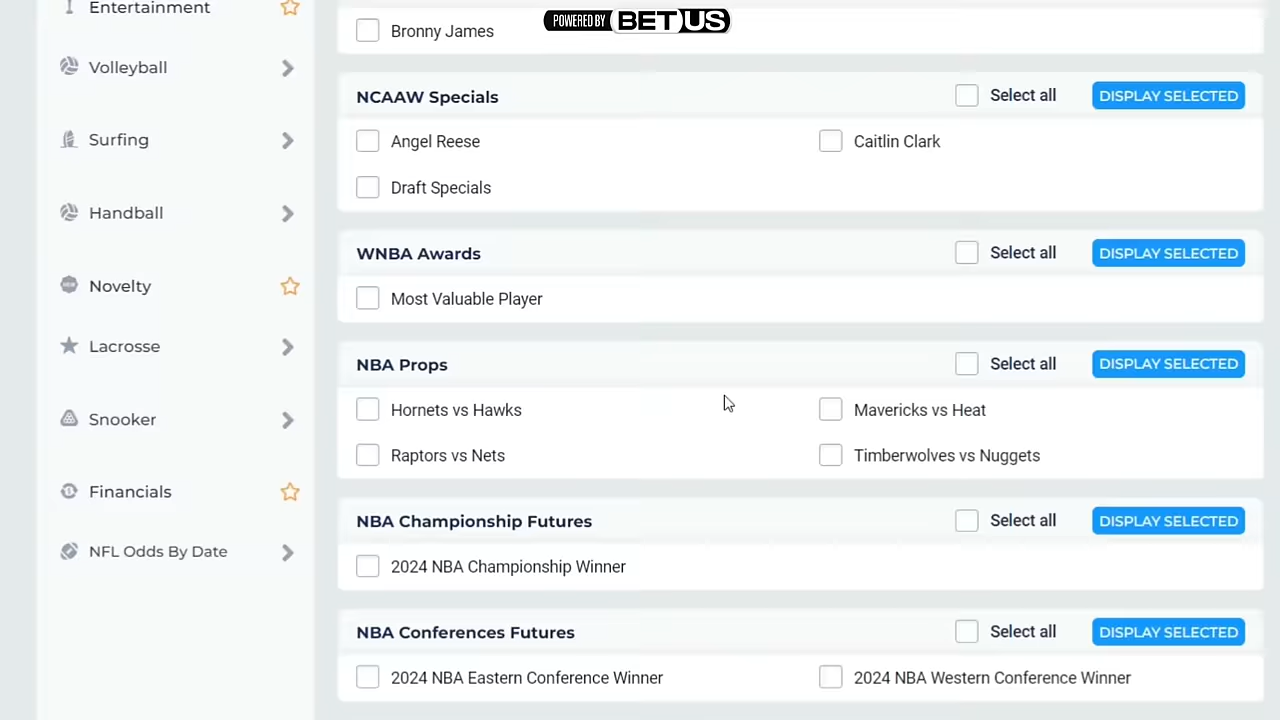 POWERED BY BETUS
Entertainment
Volleyball
Surfing
Handball
Novelty
Lacrosse
Snooker
Financials
NFL Odds By Date
Bronny James
NCAAW Specials Select all DISPLAY SELECTED
Angel Reese Caitlin Clark
Draft Specials
WNBA Awards Select all DISPLAY SELECTED
Most Valuable Player
NBA Props Select all DISPLAY SELECTED
Hornets vs Hawks Mavericks vs Heat
Raptors vs Nets Timberwolves vs Nuggets
NBA Championship Futures Select all DISPLAY SELECTED
2024 NBA Championship Winner
NBA Conferences Futures Select all DISPLAY SELECTED
2024 NBA Eastern Conference Winner 2024 NBA Western Conference Winner